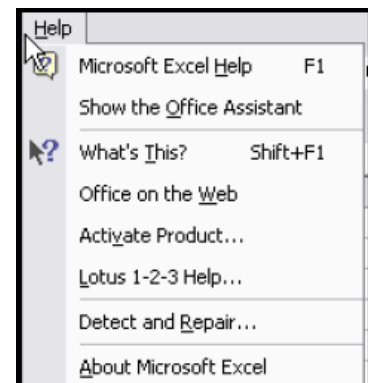 Help
Microsoft Excel Help F1
Show the Office Assistant
What's This? Shift+F1
Office on the Web
Activate Product...
Lotus 1-2-3 Help...
Detect and Repair...
About Microsoft Excel